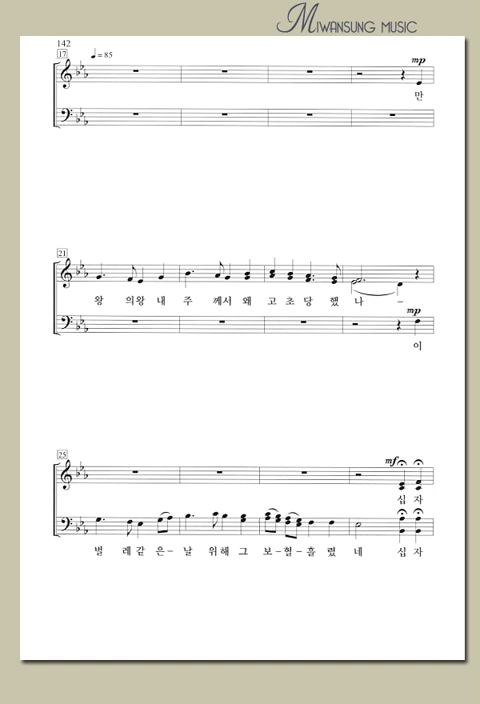 MIWANSUNG MUSIC
142
17
= 85
mp
만
21
왕 의왕 내 주 께서 왜 고 초 당 했 나 -
mp
이
25
mf
십 자
벌 레같 은- 날 위해 그 보-혈-흘 렸 네 십 자